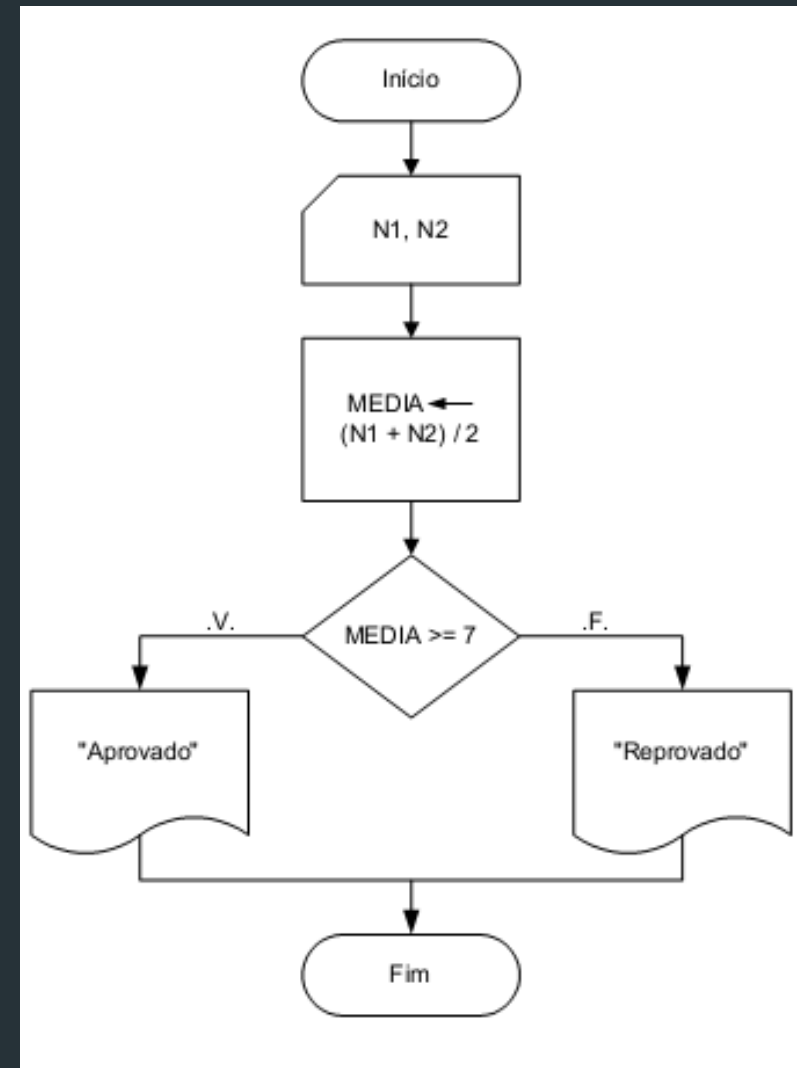 Início
N1, N2
MEDIA ←
(N1 + N2) / 2
MEDIA >= 7
.V.
.F.
"Aprovado"
"Reprovado"
Fim